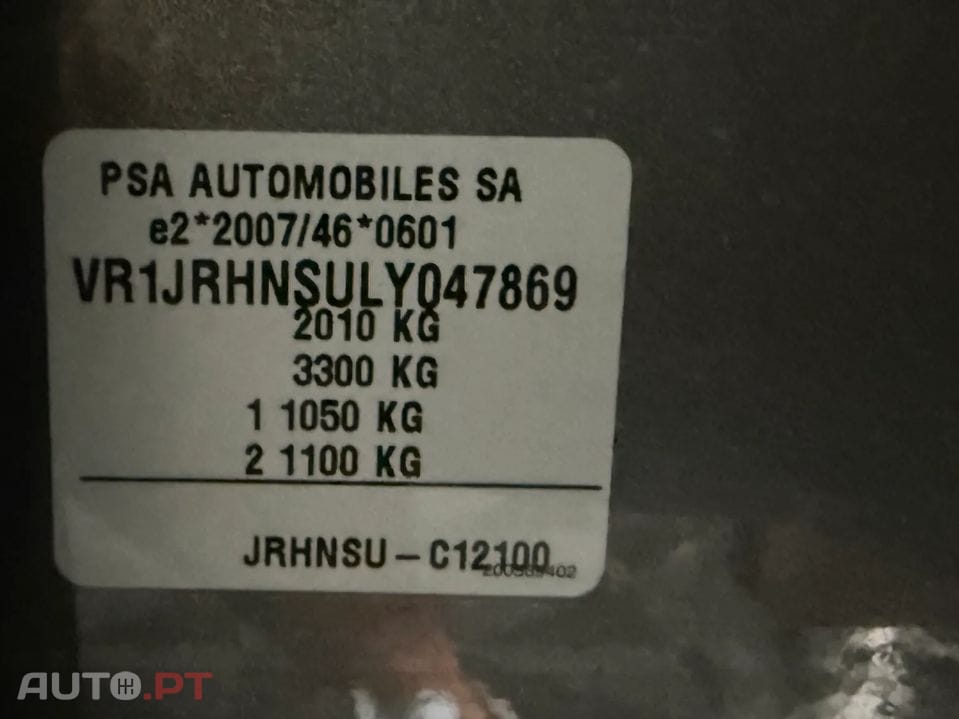 PSA AUTOMOBILES SA
e2*2007/46*0601
VR1JRHNSULY047869
2010 KG
3300 KG
1 1050 KG
2 1100 KG
JRHNSU-C12100
AUTO.PT